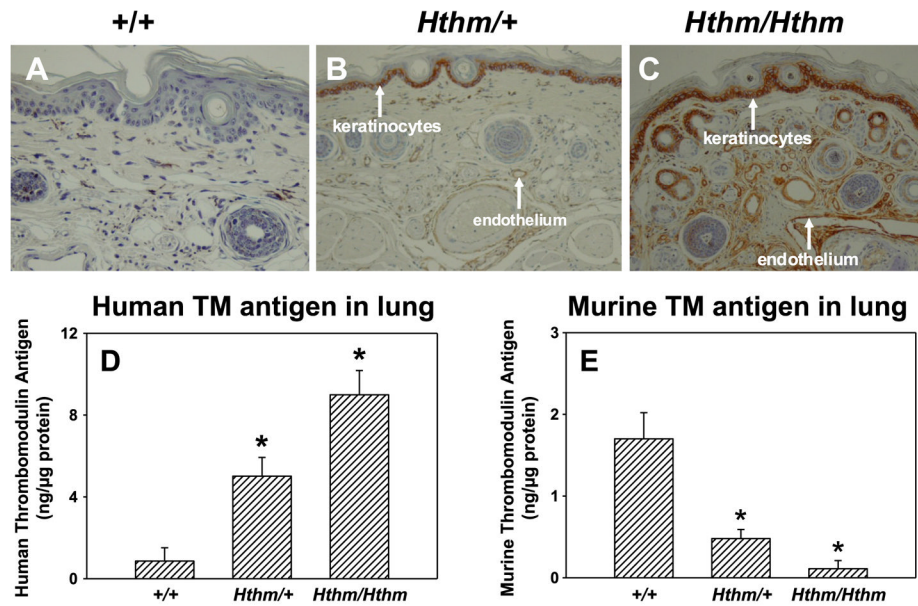 +/+ Hthm/+ Hthm/Hthm
A B C
keratinocytes
keratinocytes
endothelium
endothelium
Human TM antigen in lung
Human Thrombomodulin Antigen
(ng/µg protein)
12
8
4
0
D
*
*
+/+ Hthm/+ Hthm/Hthm
Murine TM antigen in lung
Murine Thrombomodulin Antigen
(ng/µg protein)
3
2
1
0
E
*
*
+/+ Hthm/+ Hthm/Hthm